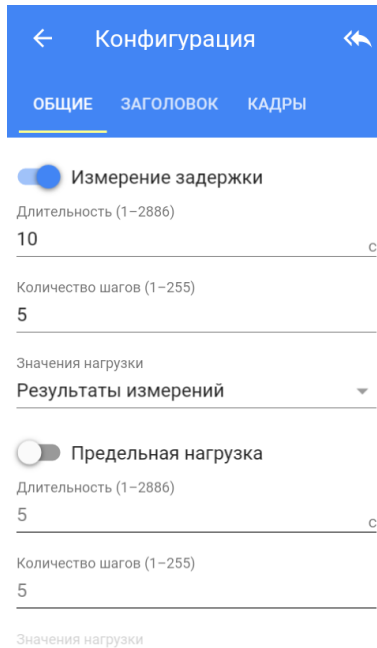 Конфигурация
ОБЩИЕ ЗАГОЛОВОК КАДРЫ
Измерение задержки
Длительность (1–2886)
10 с
Количество шагов (1–255)
5
Значения нагрузки
Результаты измерений
Предельная нагрузка
Длительность (1–2886)
5 с
Количество шагов (1–255)
5
Значения нагрузки